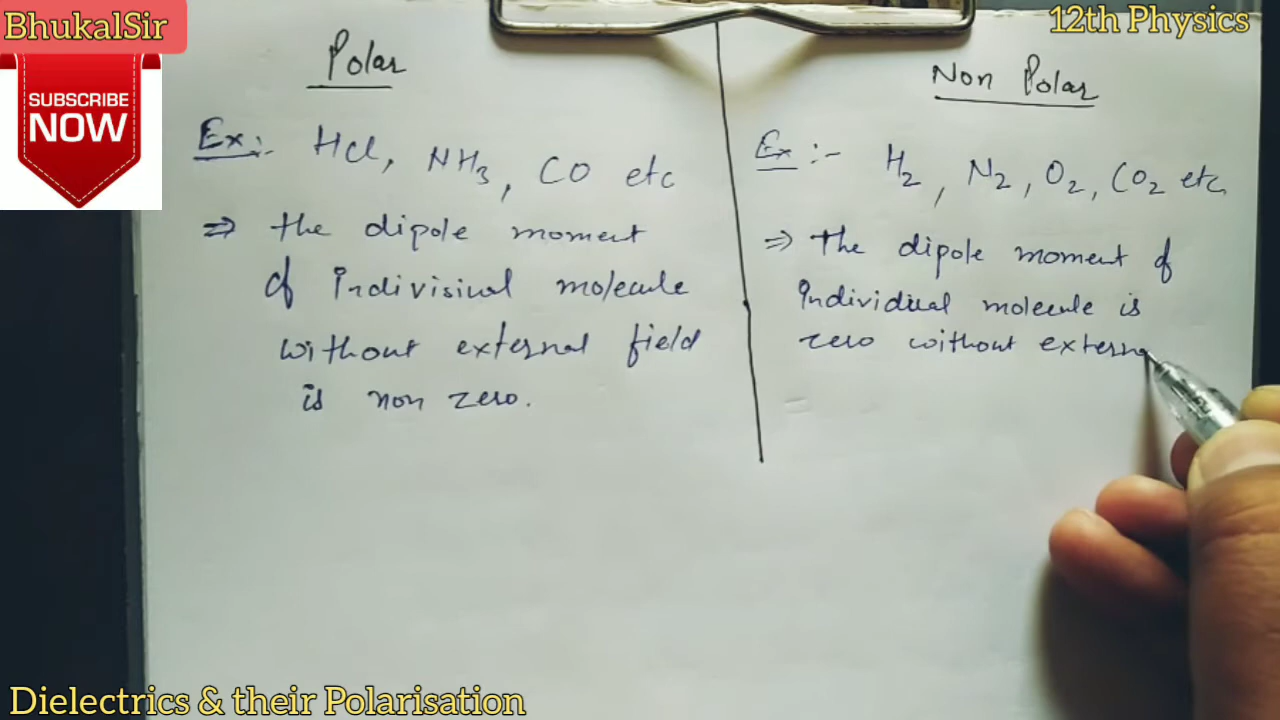 BhukalSir
12th Physics
SUBSCRIBE
NOW
Polar
Ex:- HCl, NH3, CO etc
⇒ the dipole moment
of Indivisiual molecule
without external field
is non zero.
Non Polar
Ex :- H2, N2, O2, CO2 etc.
⇒ The dipole moment of
Individual molecule is
zero without externa
Dielectrics & their Polarisation